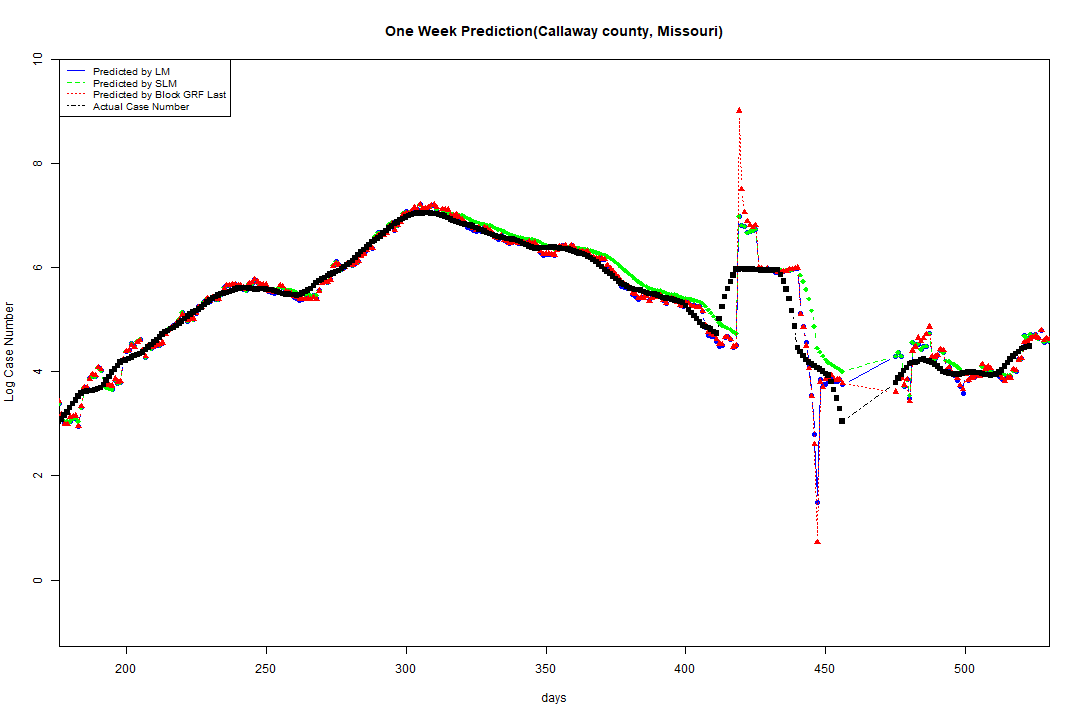 One Week Prediction(Callaway county, Missouri)
Predicted by LM
Predicted by SLM
Predicted by Block GRF Last
Actual Case Number
Log Case Number
10
8
6
4
2
0
200 250 300 350 400 450 500
days